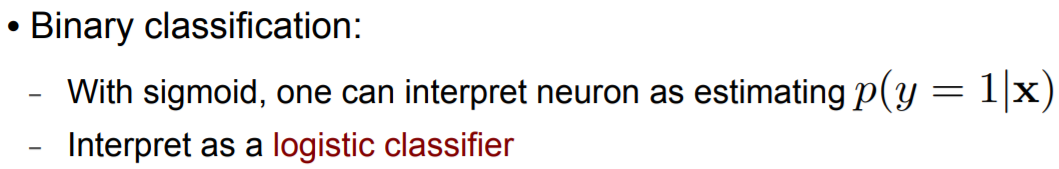 • Binary classification:
– With sigmoid, one can interpret neuron as estimating p(y = 1|x)
– Interpret as a logistic classifier